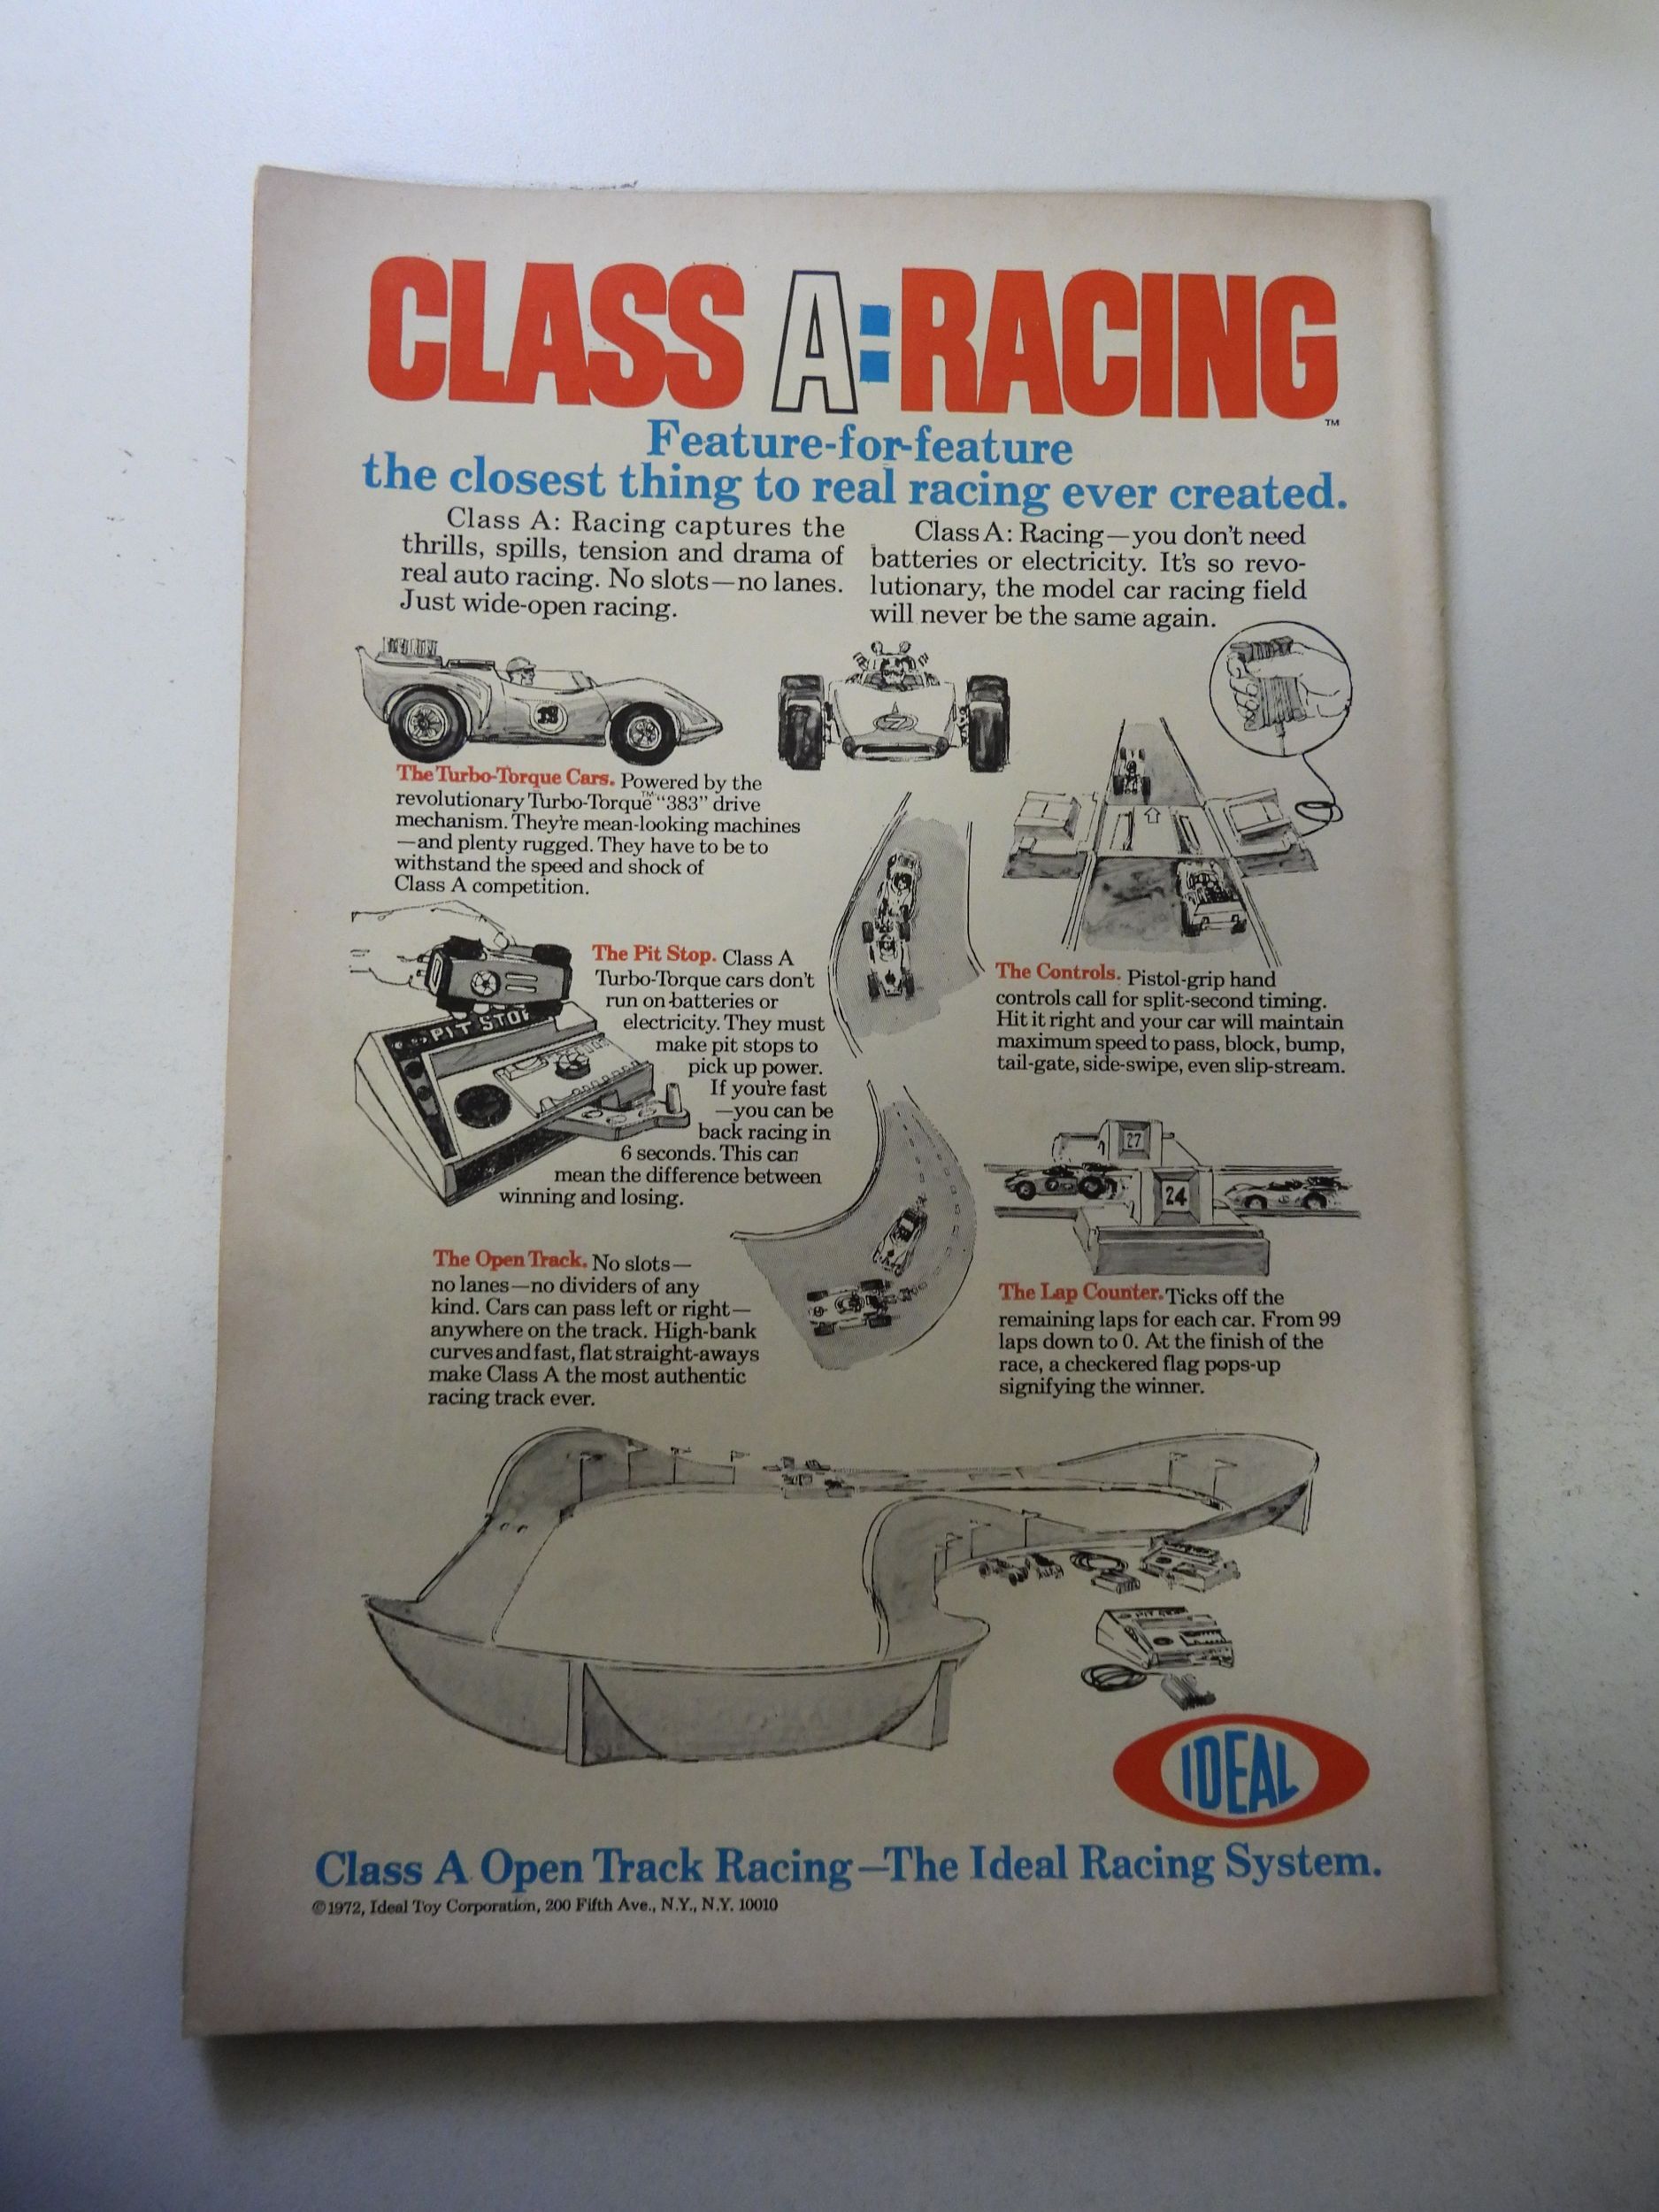 CLASS A: RACING
™
Feature-for-feature
the closest thing to real racing ever created.
Class A: Racing captures the
thrills, spills, tension and drama of
real auto racing. No slots—no lanes.
Just wide-open racing.
Class A: Racing—you don't need
batteries or electricity. It's so revo-
lutionary, the model car racing field
will never be the same again.
The Turbo-Torque Cars. Powered by the
revolutionary Turbo-Torque™ "383" drive
mechanism. They're mean-looking machines
—and plenty rugged. They have to be to
withstand the speed and shock of
Class A competition.
PIT STOP
The Pit Stop. Class A
Turbo-Torque cars don't
run on batteries or
electricity. They must
make pit stops to
pick up power.
If you're fast
—you can be
back racing in
6 seconds. This can
mean the difference between
winning and losing.
The Controls. Pistol-grip hand
controls call for split-second timing.
Hit it right and your car will maintain
maximum speed to pass, block, bump,
tail-gate, side-swipe, even slip-stream.
27
24
The Open Track. No slots—
no lanes—no dividers of any
kind. Cars can pass left or right—
anywhere on the track. High-bank
curves and fast, flat straight-aways
make Class A the most authentic
racing track ever.
The Lap Counter. Ticks off the
remaining laps for each car. From 99
laps down to 0. At the finish of the
race, a checkered flag pops-up
signifying the winner.
PIT STOP
IDEAL
Class A Open Track Racing—The Ideal Racing System.
©1972, Ideal Toy Corporation, 200 Fifth Ave., N.Y., N.Y. 10010